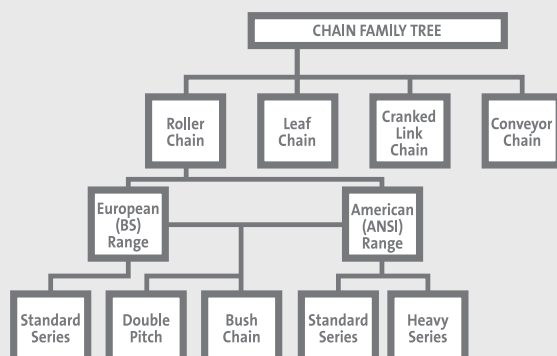 CHAIN FAMILY TREE
Roller
Chain
Leaf
Chain
Cranked
Link
Chain
Conveyor
Chain
European
(BS)
Range
American
(ANSI)
Range
Standard
Series
Double
Pitch
Bush
Chain
Standard
Series
Heavy
Series